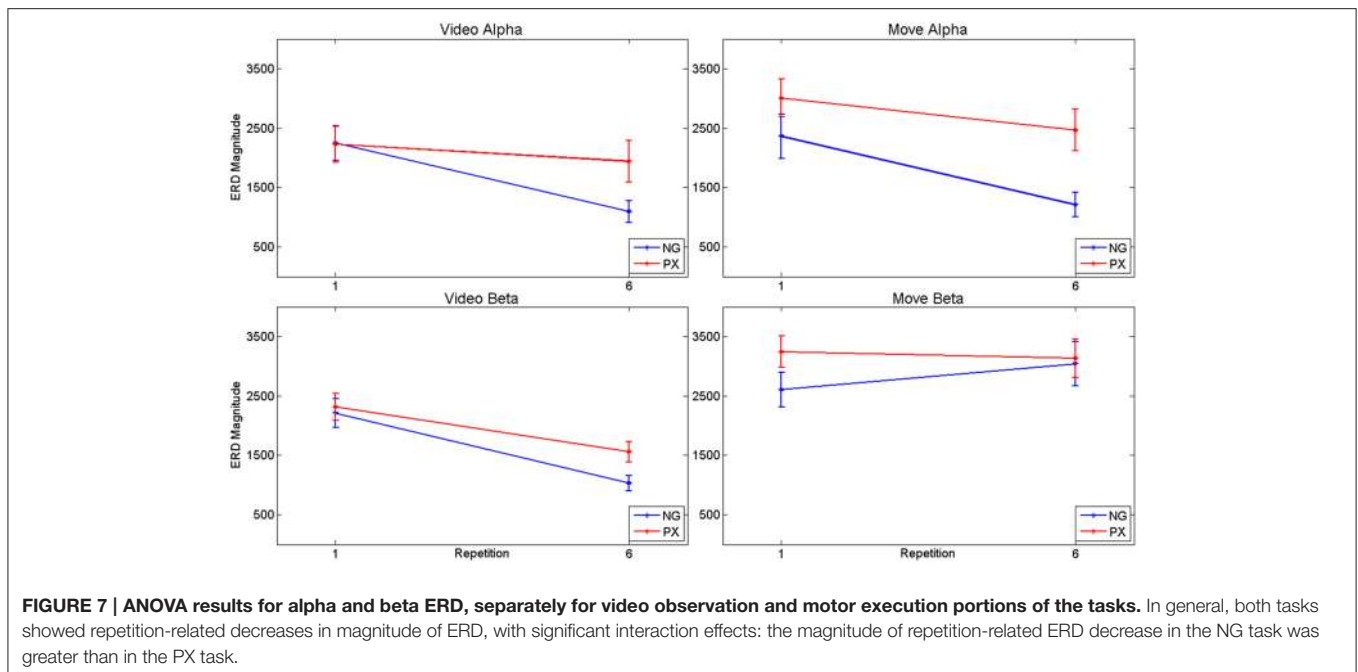 Video Alpha
Move Alpha
ERD Magnitude
3500
2500
1500
500
1
6
NG
PX
3500
2500
1500
500
1
6
NG
PX
Video Beta
Move Beta
ERD Magnitude
3500
2500
1500
500
1
Repetition
6
NG
PX
3500
2500
1500
500
1
Repetition
6
NG
PX
FIGURE 7 | ANOVA results for alpha and beta ERD, separately for video observation and motor execution portions of the tasks. In general, both tasks
showed repetition-related decreases in magnitude of ERD, with significant interaction effects: the magnitude of repetition-related ERD decrease in the NG task was
greater than in the PX task.